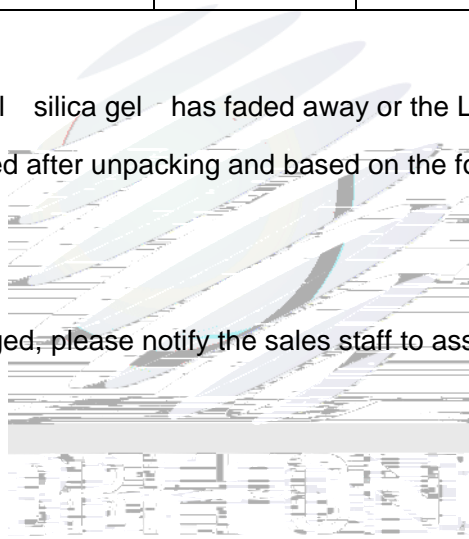 l silica gel has faded away or the L
ed after unpacking and based on the fo
ged, please notify the sales staff to ass